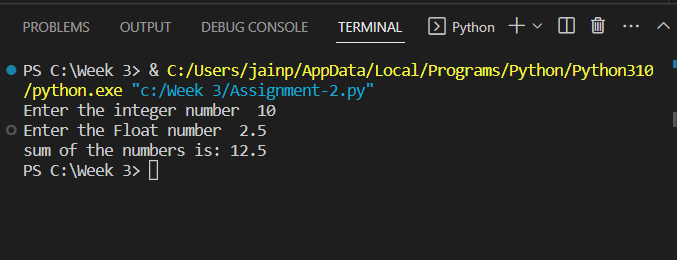 PROBLEMS OUTPUT DEBUG CONSOLE TERMINAL Python
PS C:\Week 3> & C:/Users/jainp/AppData/Local/Programs/Python/Python310
/python.exe "c:/Week 3/Assignment-2.py"
Enter the integer number  10
Enter the Float number  2.5
sum of the numbers is: 12.5
PS C:\Week 3>